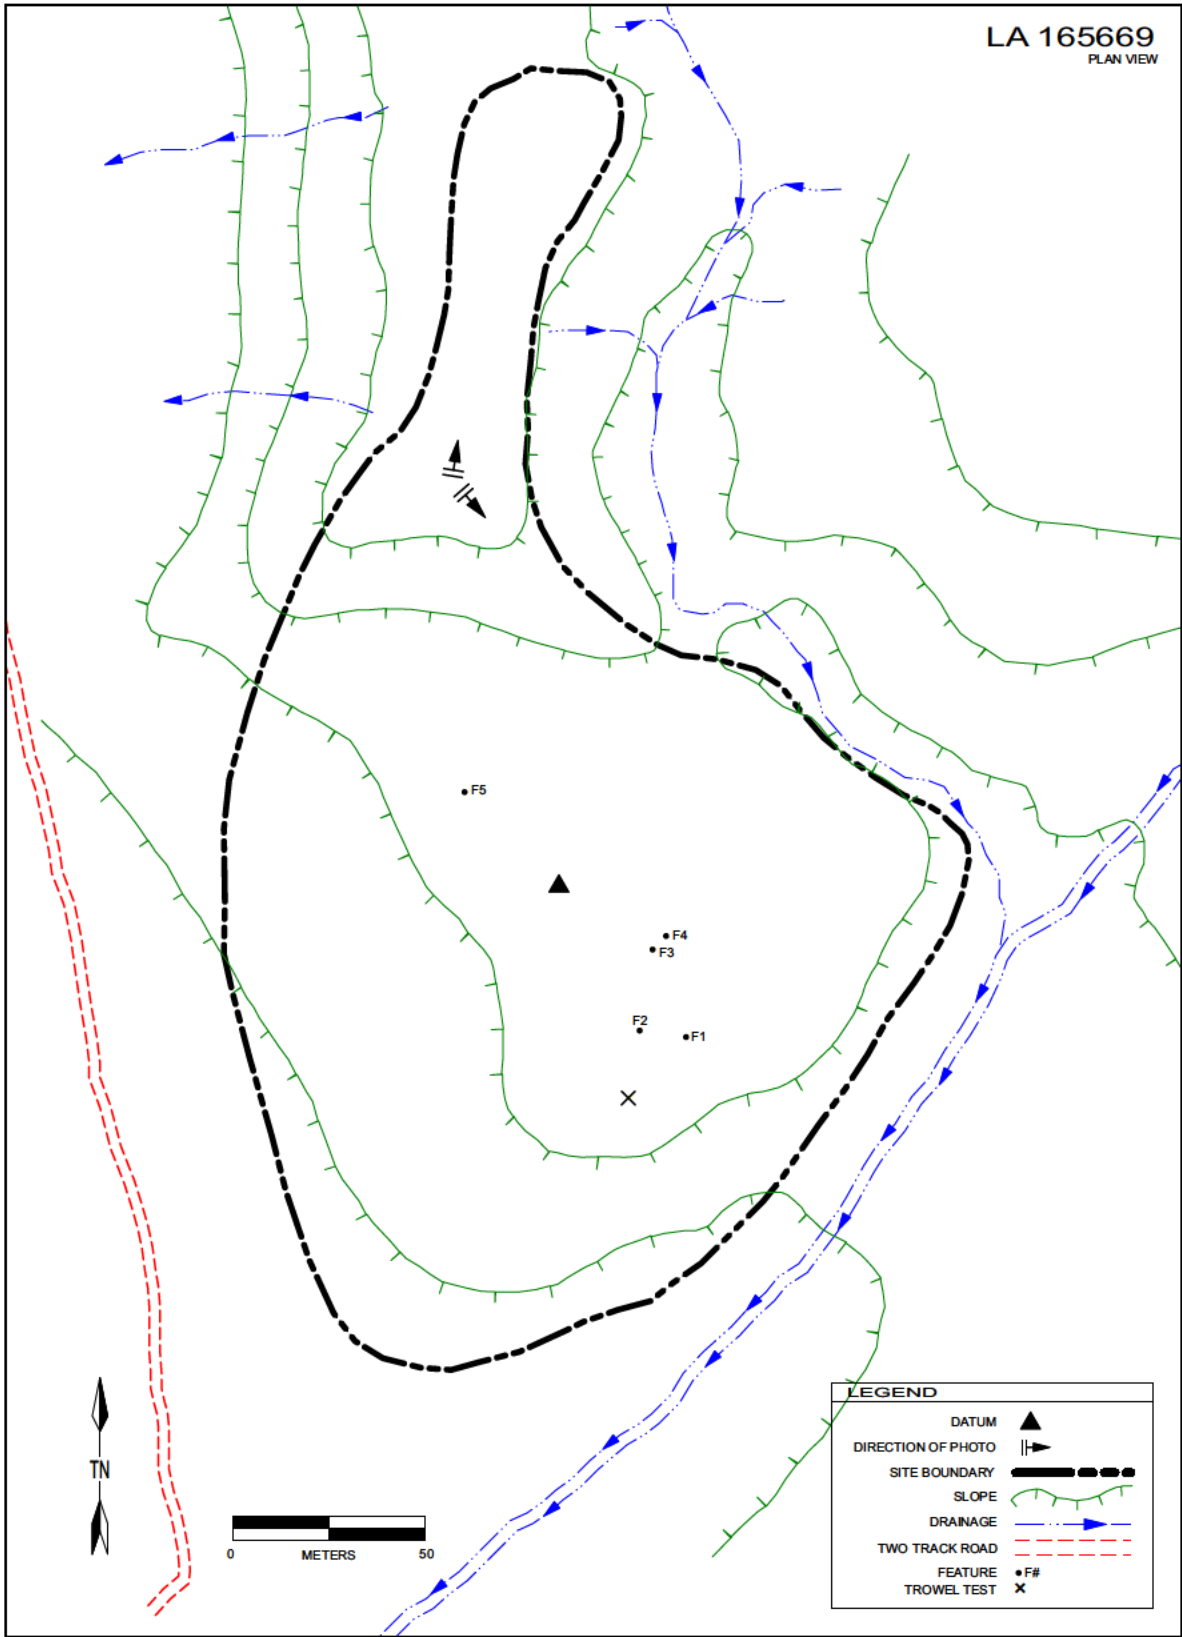 LA 165669
PLAN VIEW
F5
F4
F3
F2
F1
TN
0 METERS 50
LEGEND
DATUM
DIRECTION OF PHOTO
SITE BOUNDARY
SLOPE
DRAINAGE
TWO TRACK ROAD
FEATURE F#
TROWEL TEST